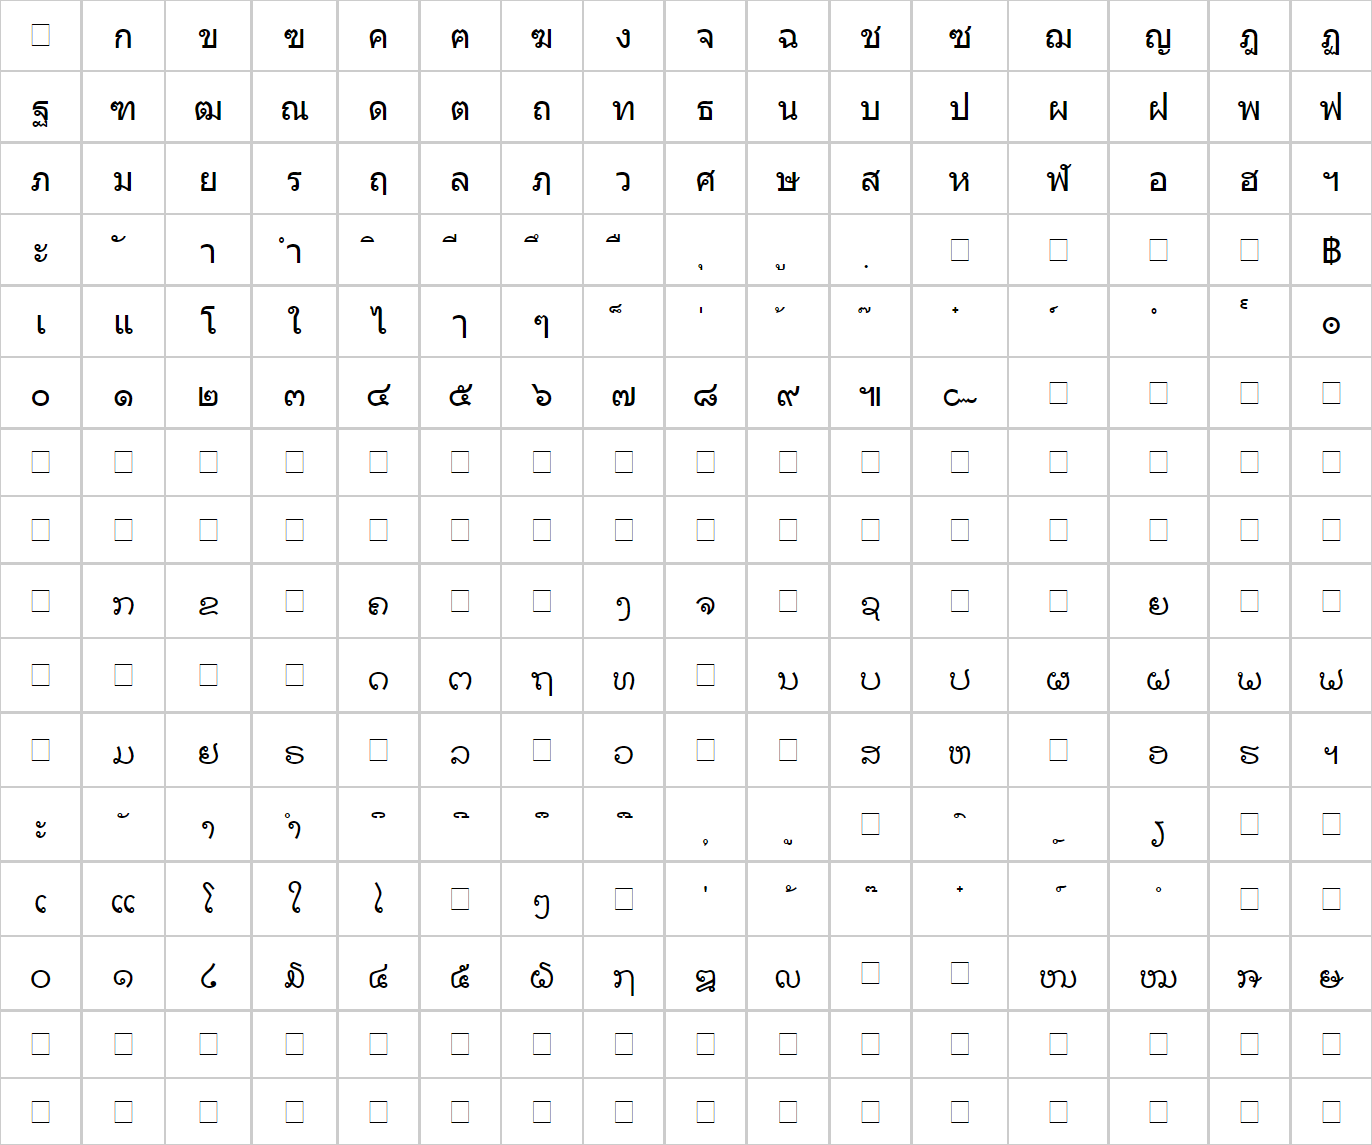 ก ข ฃ ค ฅ ฆ ง จ ฉ ช ซ ฌ ญ ฎ ฏ
ฐ ฑ ฒ ณ ด ต ถ ท ธ น บ ป ผ ฝ พ ฟ
ภ ม ย ร ฤ ล ฦ ว ศ ษ ส ห ฬ อ ฮ ฯ
ะ ั า ำ ิ ี ึ ื ุ ู ฺ ฿
เ แ โ ใ ไ ๅ ๆ ็ ่ ้ ๊ ๋ ์ ํ ๎ ๏
๐ ๑ ๒ ๓ ๔ ๕ ๖ ๗ ๘ ๙ ๚ ๛
ກ ຂ ຄ ງ ຈ ຊ ຍ
ດ ຕ ຖ ທ ນ ບ ປ ຜ ຝ ພ ຟ
ມ ຢ ຣ ລ ວ ສ ຫ ອ ຮ ຯ
ະ ັ າ ຳ ິ ີ ຶ ື ຸ ູ ົ ຼ ຽ
ເ ແ ໂ ໃ ໄ ໆ ່ ້ ໊ ໋ ໌ ໍ
໐ ໑ ໒ ໓ ໔ ໕ ໖ ໗ ໘ ໙ ໜ ໝ ໞ ໟ